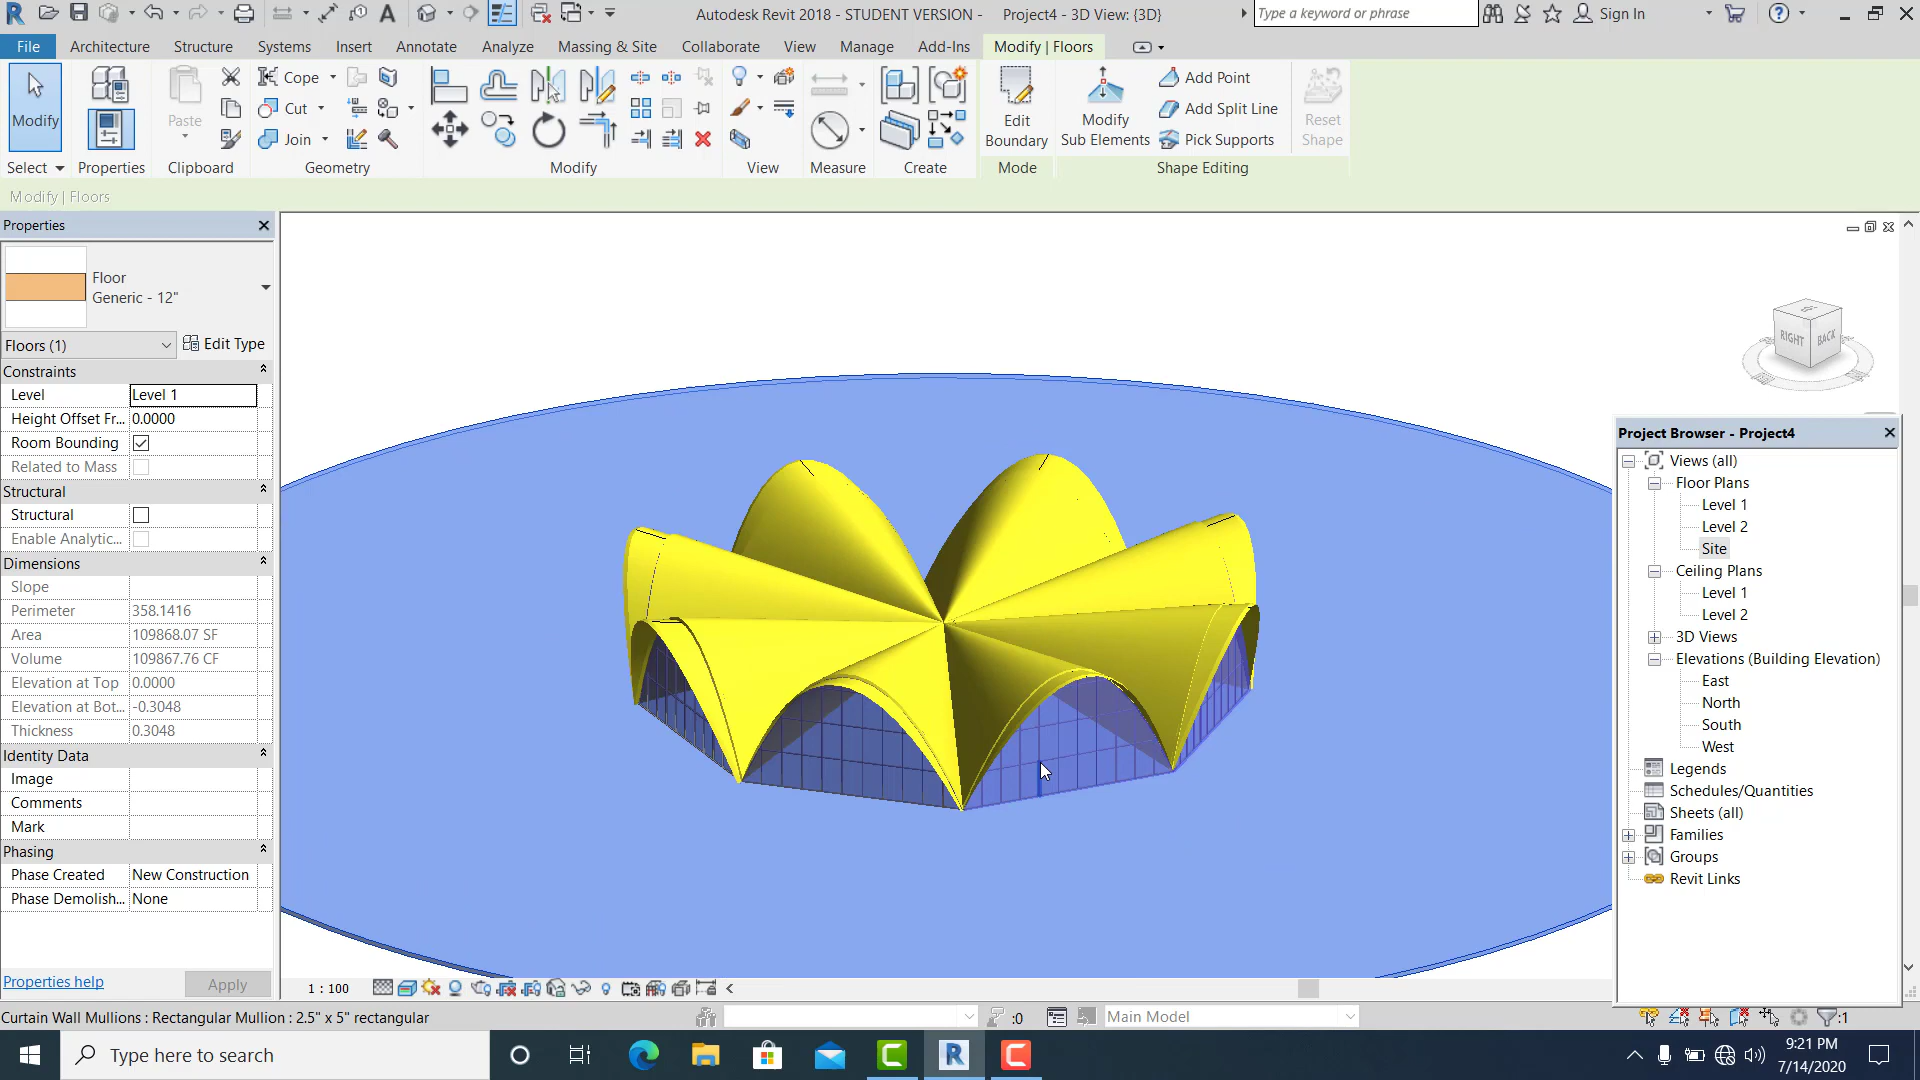 Autodesk Revit 2018 - STUDENT VERSION - Project4 - 3D View: {3D}
Type a keyword or phrase
Sign In
File Architecture Structure Systems Insert Annotate Analyze Massing & Site Collaborate View Manage Add-Ins Modify | Floors
Modify
Paste
Cope
Cut
Join
Edit
Boundary
Modify
Sub Elements
Add Point
Add Split Line
Pick Supports
Reset
Shape
Select Properties Clipboard Geometry Modify View Measure Create Mode Shape Editing
Modify | Floors
Properties
Floor
Generic - 12"
Floors (1) Edit Type
Constraints
Level Level 1
Height Offset Fr... 0.0000
Room Bounding
Related to Mass
Structural
Structural
Enable Analytic...
Dimensions
Slope
Perimeter 358.1416
Area 109868.07 SF
Volume 109867.76 CF
Elevation at Top 0.0000
Elevation at Bot... -0.3048
Thickness 0.3048
Identity Data
Image
Comments
Mark
Phasing
Phase Created New Construction
Phase Demolish... None
Properties help Apply
RIGHT BACK
Project Browser - Project4
Views (all)
Floor Plans
Level 1
Level 2
Site
Ceiling Plans
Level 1
Level 2
3D Views
Elevations (Building Elevation)
East
North
South
West
Legends
Schedules/Quantities
Sheets (all)
Families
Groups
Revit Links
1 : 100
Curtain Wall Mullions : Rectangular Mullion : 2.5" x 5" rectangular
:0
Main Model
:1
Type here to search
9:21 PM
7/14/2020